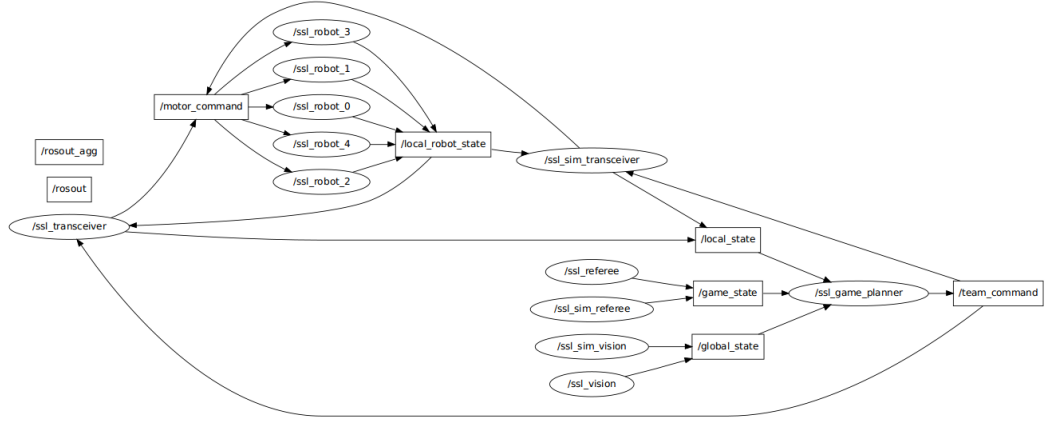 /ssl_robot_3
/ssl_robot_1
/motor_command
/ssl_robot_0
/rosout_agg
/ssl_robot_4
/local_robot_state
/ssl_sim_transceiver
/rosout
/ssl_robot_2
/ssl_transceiver
/local_state
/ssl_referee
/game_state
/ssl_game_planner
/team_command
/ssl_sim_referee
/ssl_sim_vision
/global_state
/ssl_vision